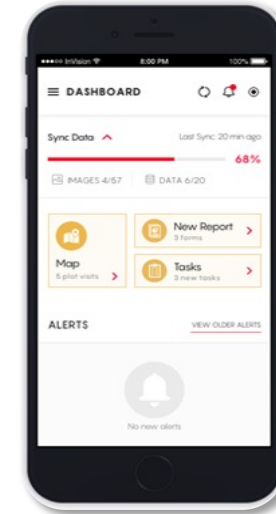 InVision 8:00 PM 100%
DASHBOARD
Sync Data Last Sync: 20 min ago
68%
IMAGES 4/57 DATA 6/20
New Report
3 forms
Map
5 plot visits
Tasks
3 new tasks
ALERTS VIEW OLDER ALERTS
No new alerts